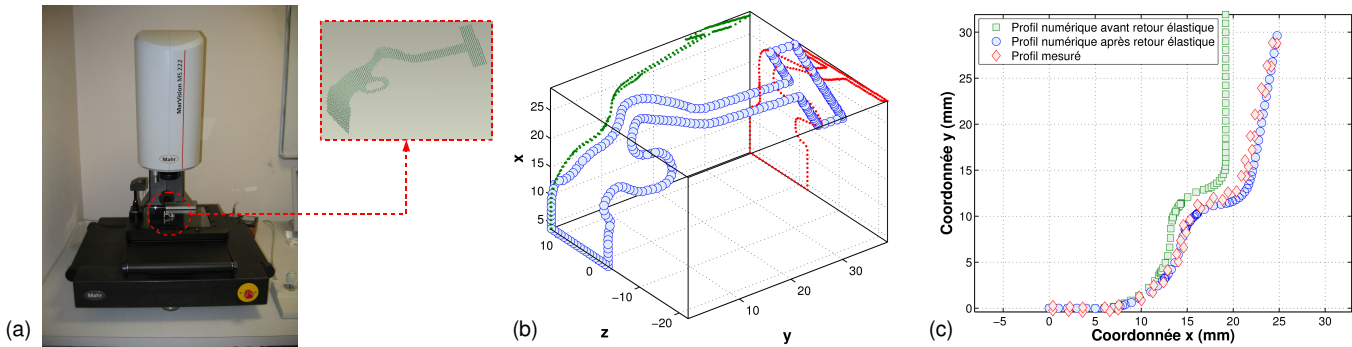 MarVision MS 222
Mahr
Mahr
(a)
x
25
20
15
10
5
10
0
−10
−20
z
10
20
30
y
(b)
Profil numérique avant retour élastique
Profil numérique après retour élastique
Profil mesuré
Coordonnée y (mm)
30
25
20
15
10
5
0
−5
0
5
10
15
20
25
30
Coordonnée x (mm)
(c)